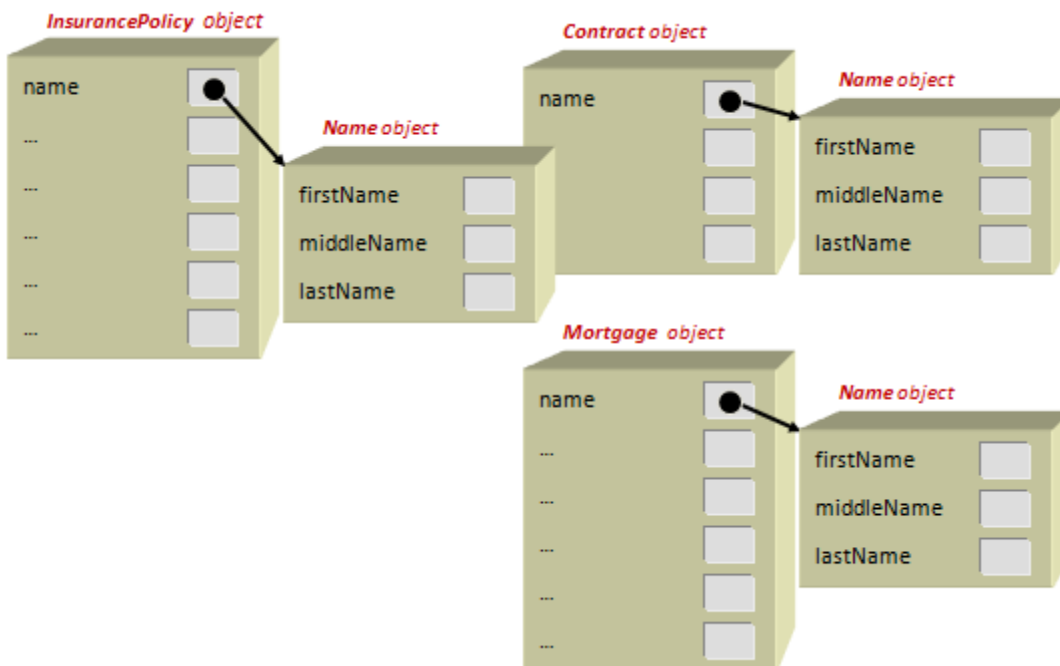 InsurancePolicy object
name
...
...
...
...
...
Name object
firstName
middleName
lastName
Contract object
name
Name object
firstName
middleName
lastName
Mortgage object
name
...
...
...
...
...
Name object
firstName
middleName
lastName